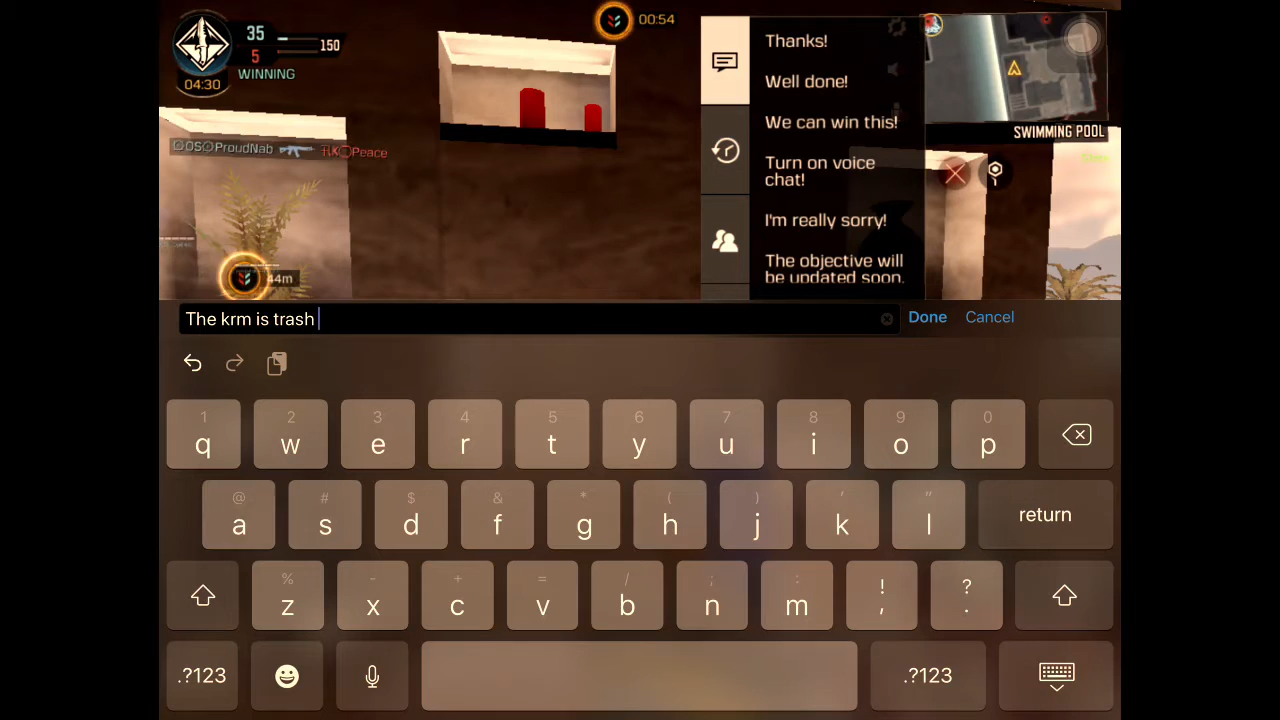 35
5
150
WINNING
04:30
00:54
OSOProudNab
Peace
44m
Thanks!
Well done!
We can win this!
Turn on voice
chat!
I'm really sorry!
The objective will
be updated soon.
SWIMMING POOL
The krm is trash
Done
Cancel
1 2 3 4 5 6 7 8 9 0
q w e r t y u i o p
@ # $ & * ( ) ' "
a s d f g h j k l return
% - + = / ; : ! ?
z x c v b n m , .
.?123 .?123